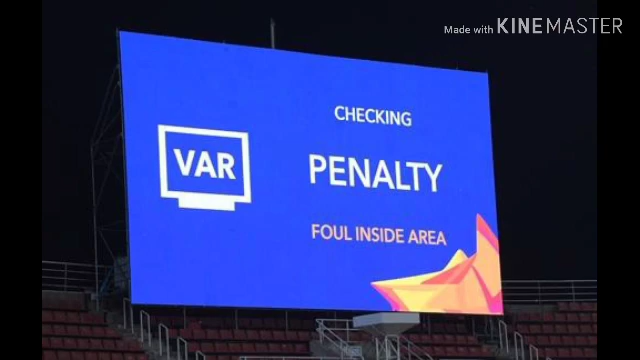 Made with KINEMASTER
CHECKING
VAR
PENALTY
FOUL INSIDE AREA